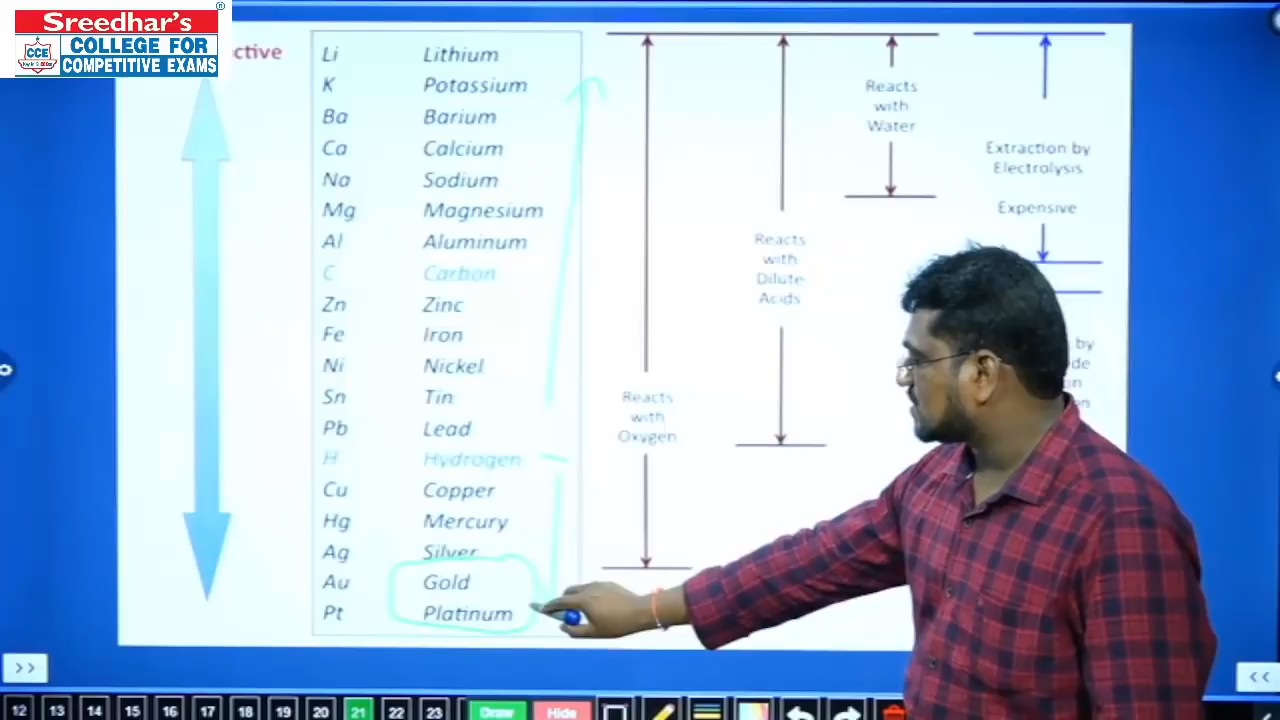 Sreedhar's
CCE
COLLEGE FOR
COMPETITIVE EXAMS
®
ctive
Li Lithium
K Potassium
Ba Barium
Ca Calcium
Na Sodium
Mg Magnesium
Al Aluminum
C Carbon
Zn Zinc
Fe Iron
Ni Nickel
Sn Tin
Pb Lead
H Hydrogen
Cu Copper
Hg Mercury
Ag Silver
Au Gold
Pt Platinum
Reacts
with
Oxygen
Reacts
with
Dilute
Acids
Reacts
with
Water
Extraction by
Electrolysis
Expensive
by
>>
<<
12 13 14 15 16 17 18 19 20 21 22 23 Draw Hide